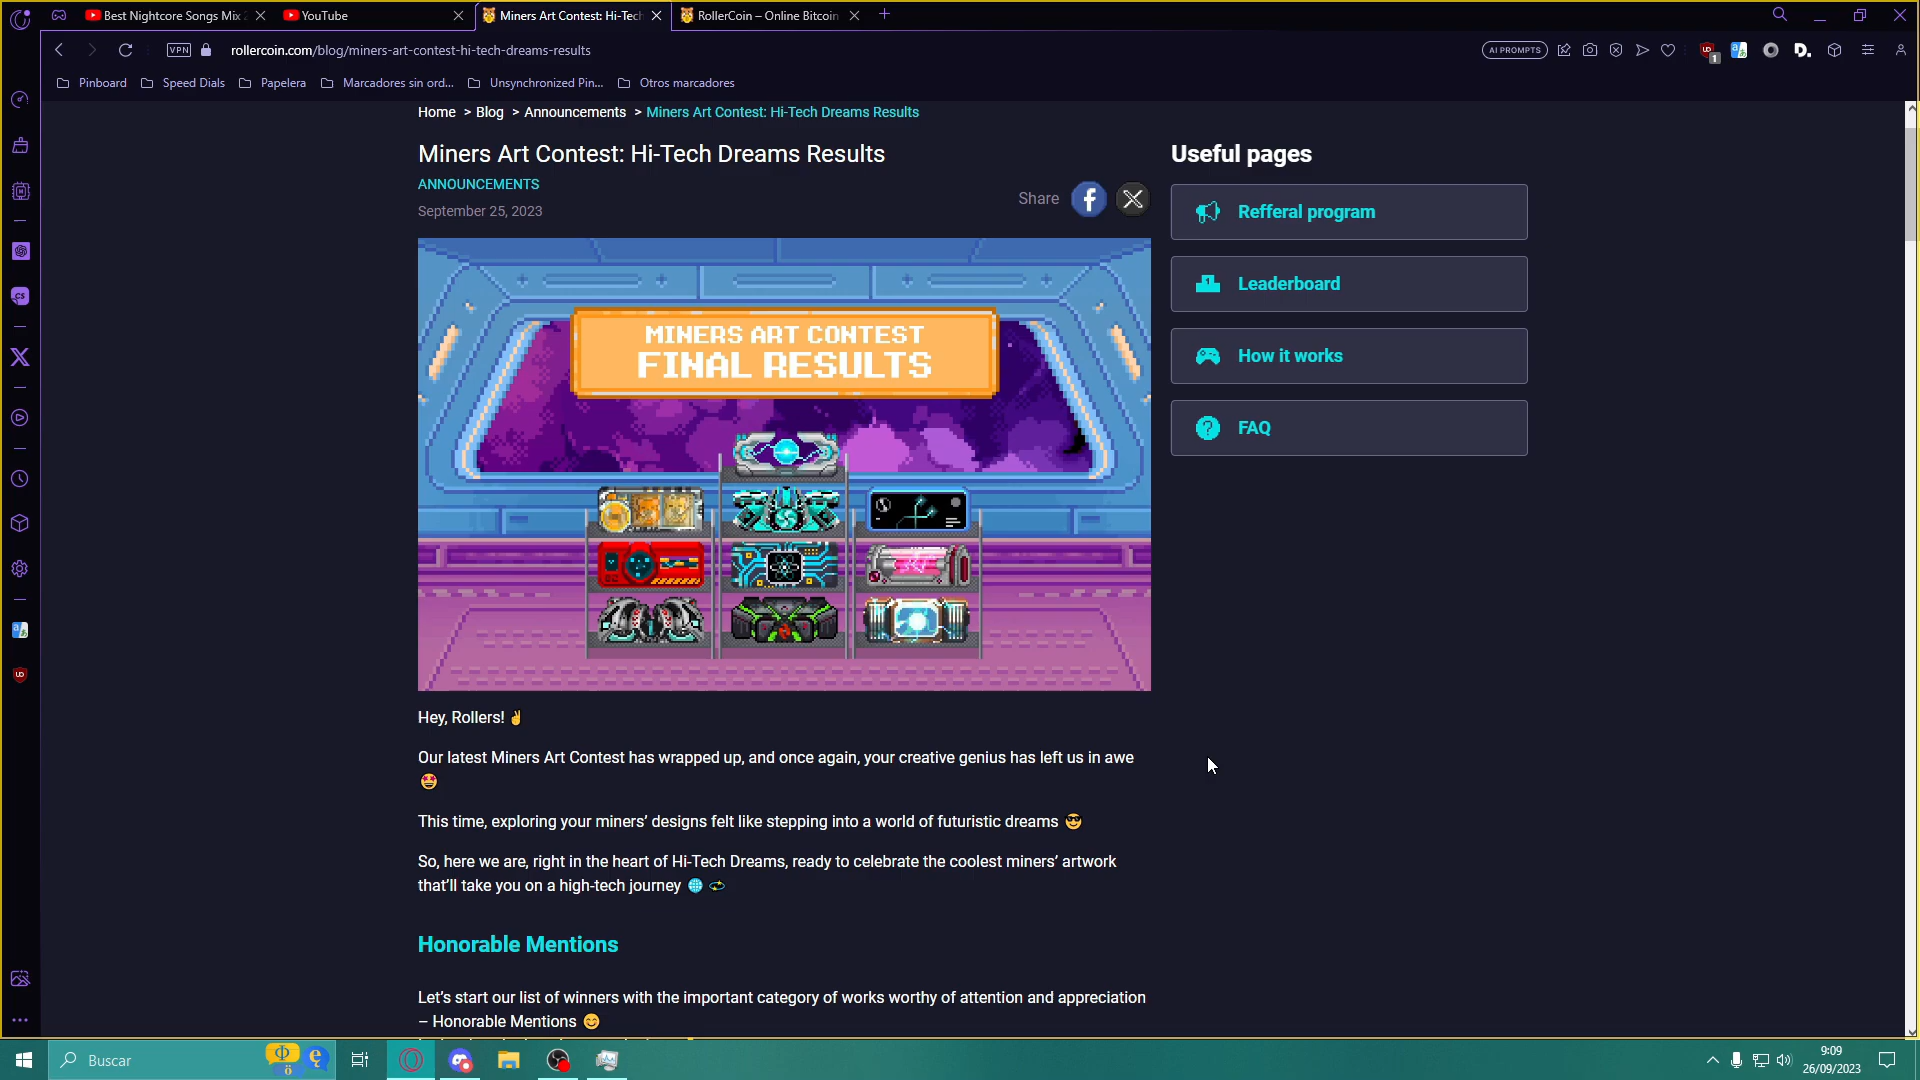 Best Nightcore Songs Mix 2
YouTube
Miners Art Contest: Hi-Tech
RollerCoin – Online Bitcoin
VPN
rollercoin.com/blog/miners-art-contest-hi-tech-dreams-results
AI PROMPTS
1
Pinboard
Speed Dials
Papelera
Marcadores sin ord...
Unsynchronized Pin...
Otros marcadores
Home > Blog > Announcements > Miners Art Contest: Hi-Tech Dreams Results
Miners Art Contest: Hi-Tech Dreams Results
ANNOUNCEMENTS
September 25, 2023
Share
MINERS ART CONTEST
FINAL RESULTS
Useful pages
Refferal program
Leaderboard
How it works
FAQ
Hey, Rollers! ✌
Our latest Miners Art Contest has wrapped up, and once again, your creative genius has left us in awe
🤩
This time, exploring your miners’ designs felt like stepping into a world of futuristic dreams 😎
So, here we are, right in the heart of Hi-Tech Dreams, ready to celebrate the coolest miners’ artwork
that’ll take you on a high-tech journey 🌐 💫
Honorable Mentions
Let’s start our list of winners with the important category of works worthy of attention and appreciation
– Honorable Mentions 😊
Buscar
9:09
26/09/2023